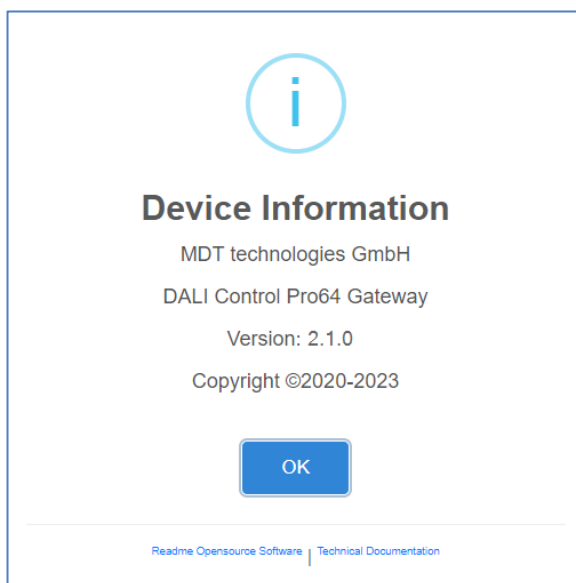 i
Device Information
MDT technologies GmbH
DALI Control Pro64 Gateway
Version: 2.1.0
Copyright ©2020-2023
OK
Readme Opensource Software | Technical Documentation